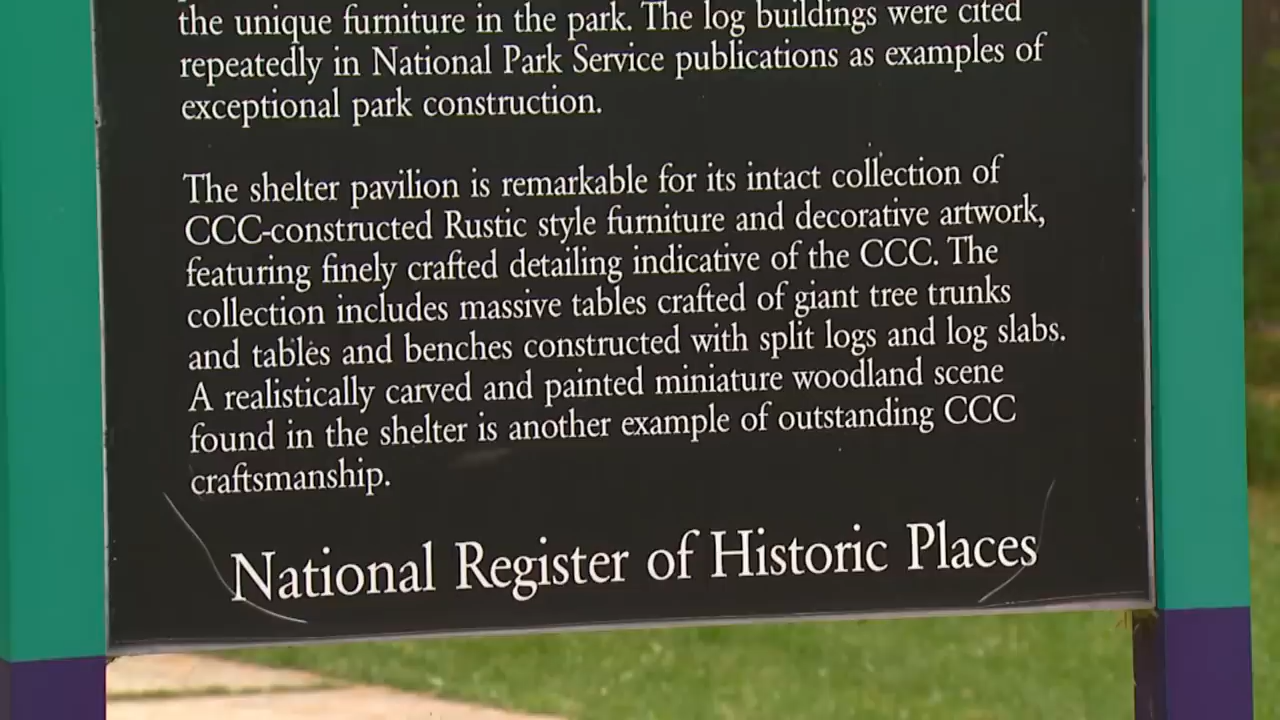 the unique furniture in the park. The log buildings were cited
repeatedly in National Park Service publications as examples of
exceptional park construction.
The shelter pavilion is remarkable for its intact collection of
CCC-constructed Rustic style furniture and decorative artwork,
featuring finely crafted detailing indicative of the CCC. The
collection includes massive tables crafted of giant tree trunks
and tables and benches constructed with split logs and log slabs.
A realistically carved and painted miniature woodland scene
found in the shelter is another example of outstanding CCC
craftsmanship.
National Register of Historic Places